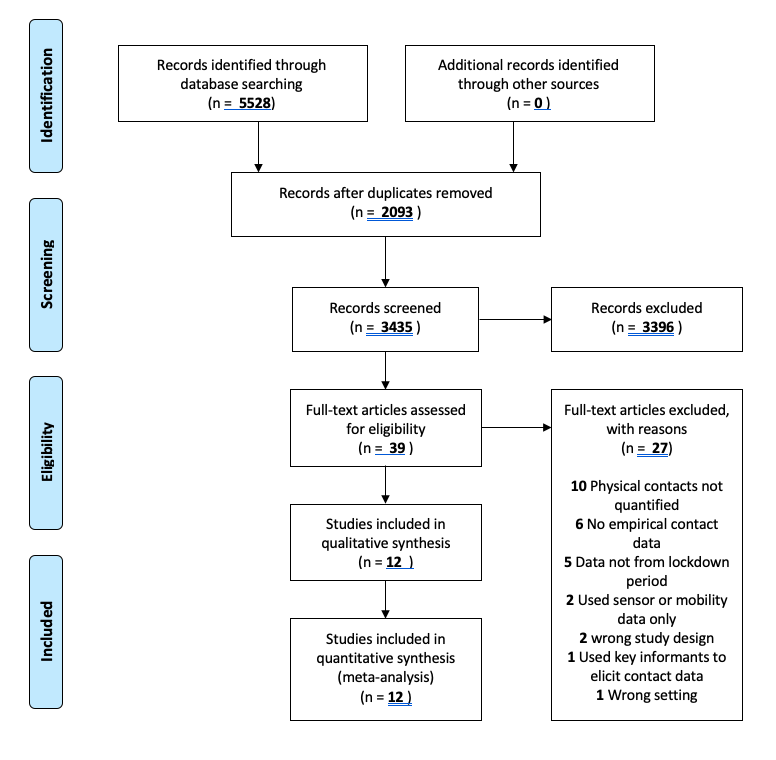 Identification
Records identified through
database searching
(n = 5528)
Additional records identified
through other sources
(n = 0 )
Records after duplicates removed
(n = 2093 )
Screening
Records screened
(n = 3435 )
Records excluded
(n = 3396 )
Eligibility
Full-text articles assessed
for eligibility
(n = 39 )
Full-text articles excluded,
with reasons
(n = 27)
10 Physical contacts not
quantified
6 No empirical contact
data
5 Data not from lockdown
period
2 Used sensor or mobility
data only
2 wrong study design
1 Used key informants to
elicit contact data
1 Wrong setting
Studies included in
qualitative synthesis
(n = 12 )
Included
Studies included in
quantitative synthesis
(meta-analysis)
(n = 12 )